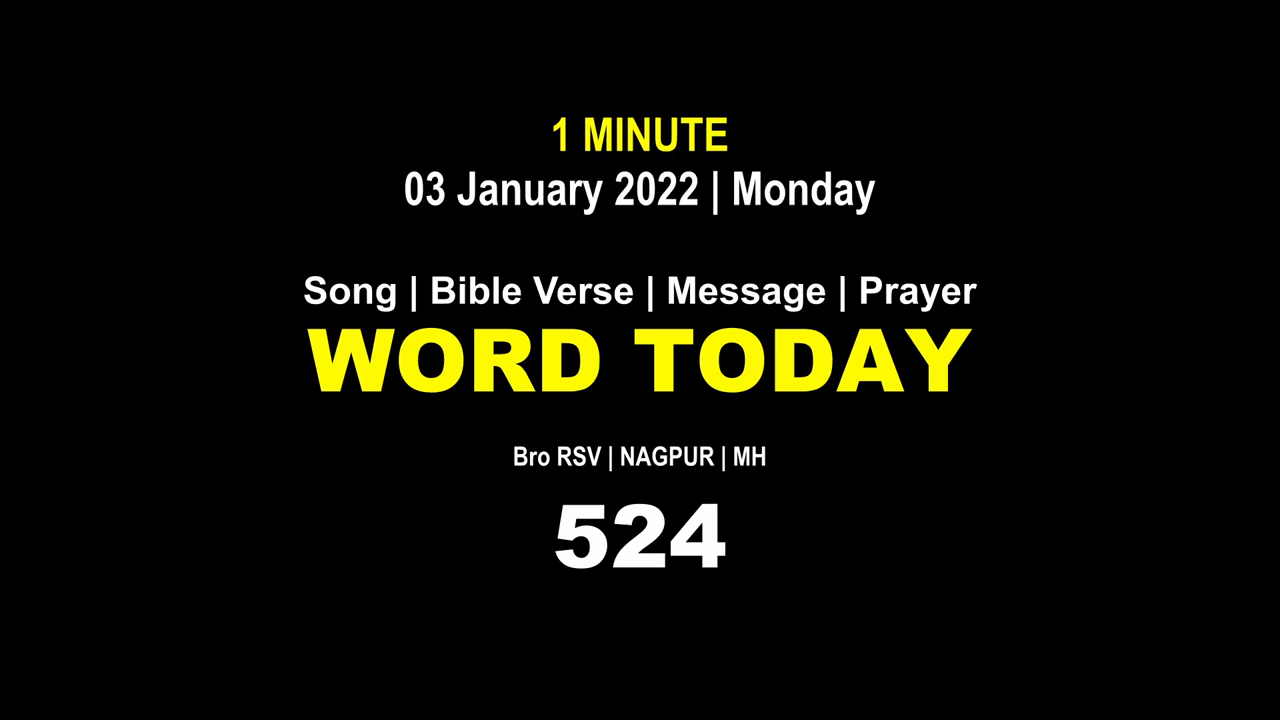 1 MINUTE
03 January 2022 | Monday
Song | Bible Verse | Message | Prayer
WORD TODAY
Bro RSV | NAGPUR | MH
524